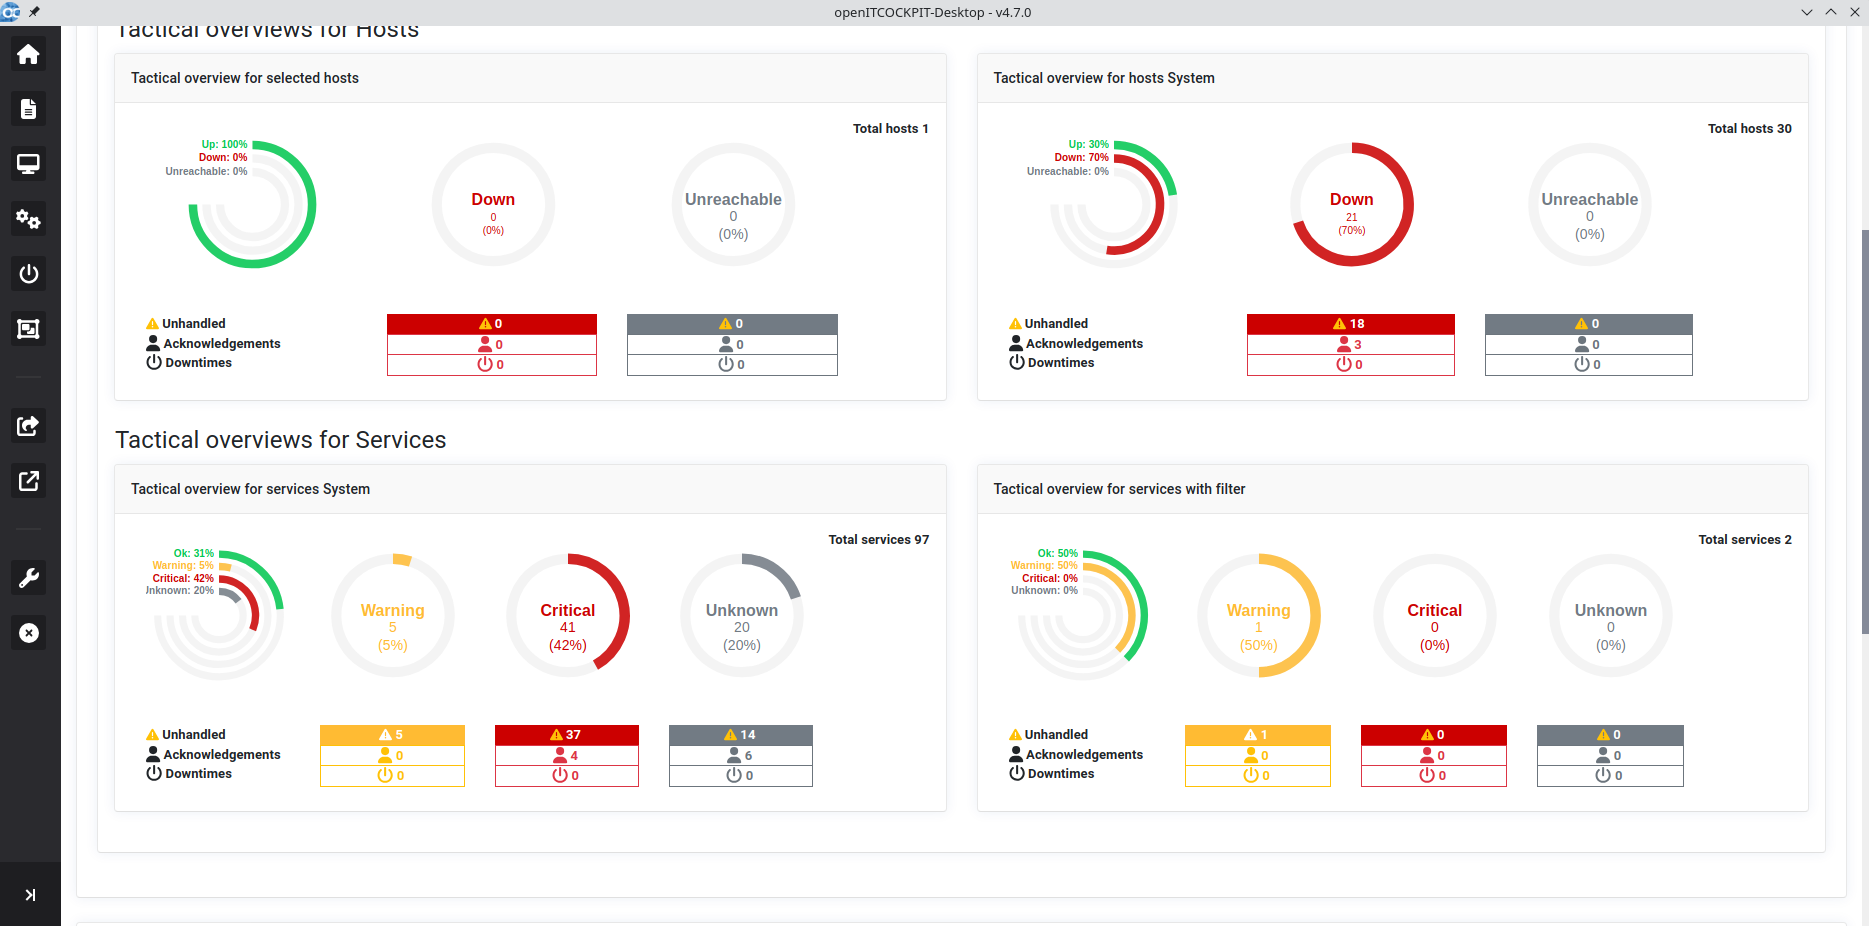 openITCOCKPIT-Desktop - v4.7.0
Tactical overviews for Hosts
Tactical overview for selected hosts
Total hosts 1
Up: 100%
Down: 0%
Unreachable: 0%
Down
0
(0%)
Unreachable
0
(0%)
Unhandled
Acknowledgements
Downtimes
0
0
0
0
0
0
Tactical overview for hosts System
Total hosts 30
Up: 30%
Down: 70%
Unreachable: 0%
Down
21
(70%)
Unreachable
0
(0%)
Unhandled
Acknowledgements
Downtimes
18
3
0
0
0
0
Tactical overviews for Services
Tactical overview for services System
Total services 97
Ok: 31%
Warning: 5%
Critical: 42%
Jnknown: 20%
Warning
5
(5%)
Critical
41
(42%)
Unknown
20
(20%)
Unhandled
Acknowledgements
Downtimes
5
0
0
37
4
0
14
6
0
Tactical overview for services with filter
Total services 2
Ok: 50%
Warning: 50%
Critical: 0%
Unknown: 0%
Warning
1
(50%)
Critical
0
(0%)
Unknown
0
(0%)
Unhandled
Acknowledgements
Downtimes
1
0
0
0
0
0
0
0
0